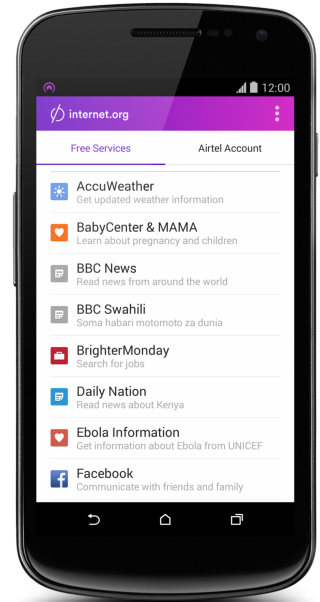 12:00
internet.org
Free Services Airtel Account
AccuWeather
Get updated weather information
BabyCenter & MAMA
Learn about pregnancy and children
BBC News
Read news from around the world
BBC Swahili
Soma habari motomoto za dunia
BrighterMonday
Search for jobs
Daily Nation
Read news about Kenya
Ebola Information
Get information about Ebola from UNICEF
Facebook
Communicate with friends and family